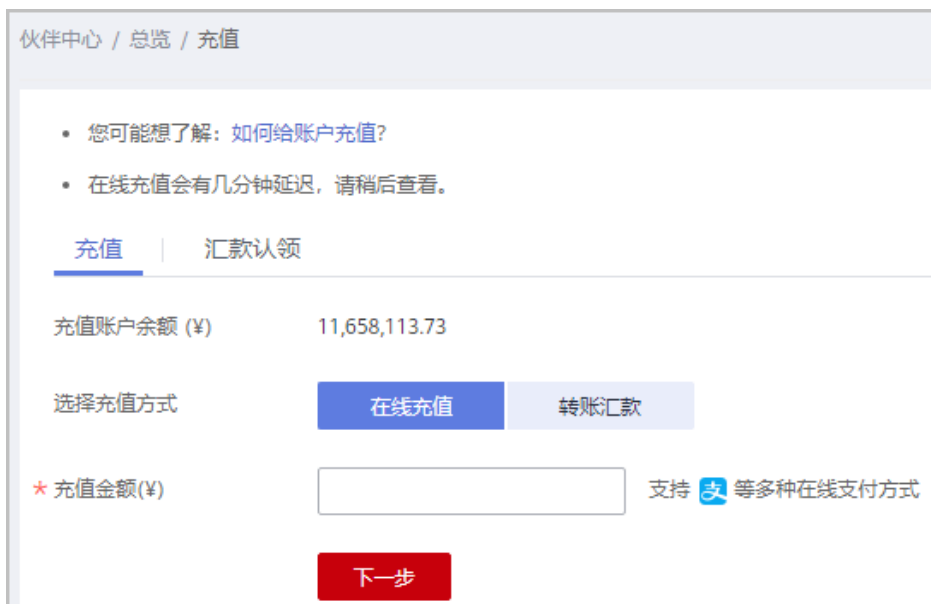 伙伴中心 / 总览 / 充值
• 您可能想了解：如何给账户充值?
• 在线充值会有几分钟延迟，请稍后查看。
充值 | 汇款认领
充值账户余额 (¥) 11,658,113.73
选择充值方式 在线充值 转账汇款
* 充值金额(¥) 支持 支 等多种在线支付方式
下一步